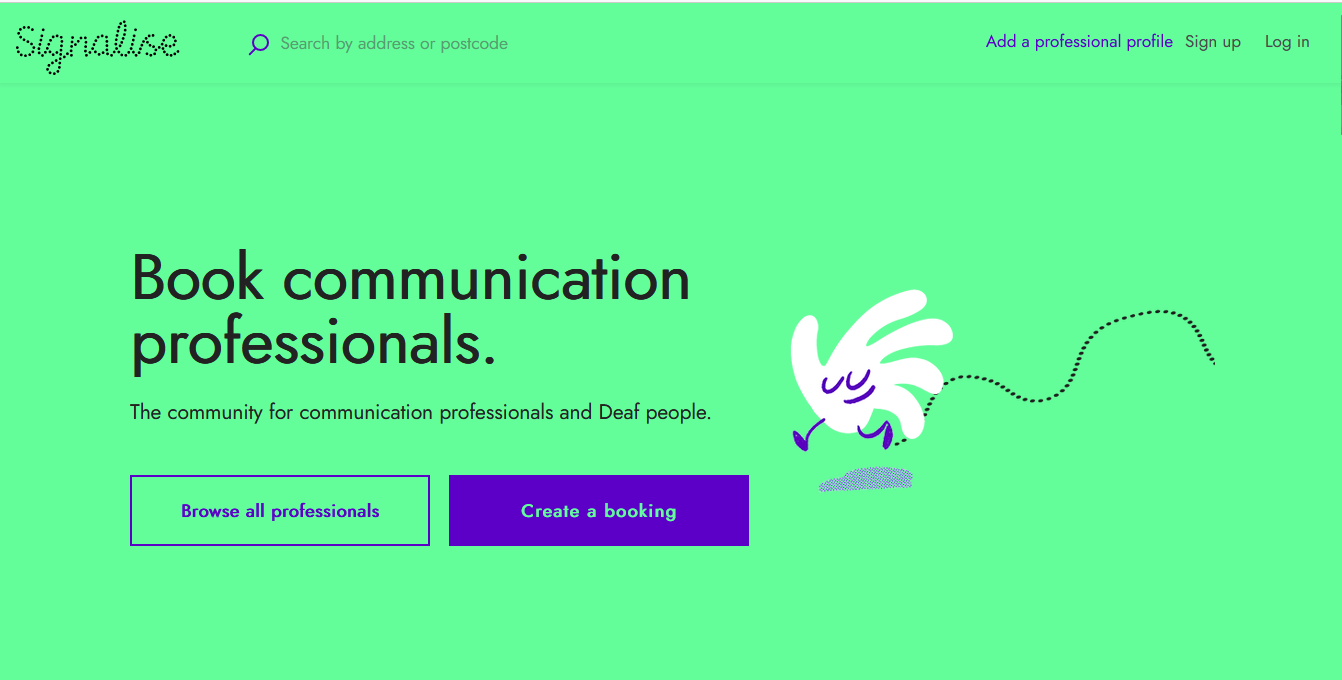 Signalise
Search by address or postcode
Add a professional profile
Sign up
Log in
Book communication
professionals.
The community for communication professionals and Deaf people.
Browse all professionals
Create a booking